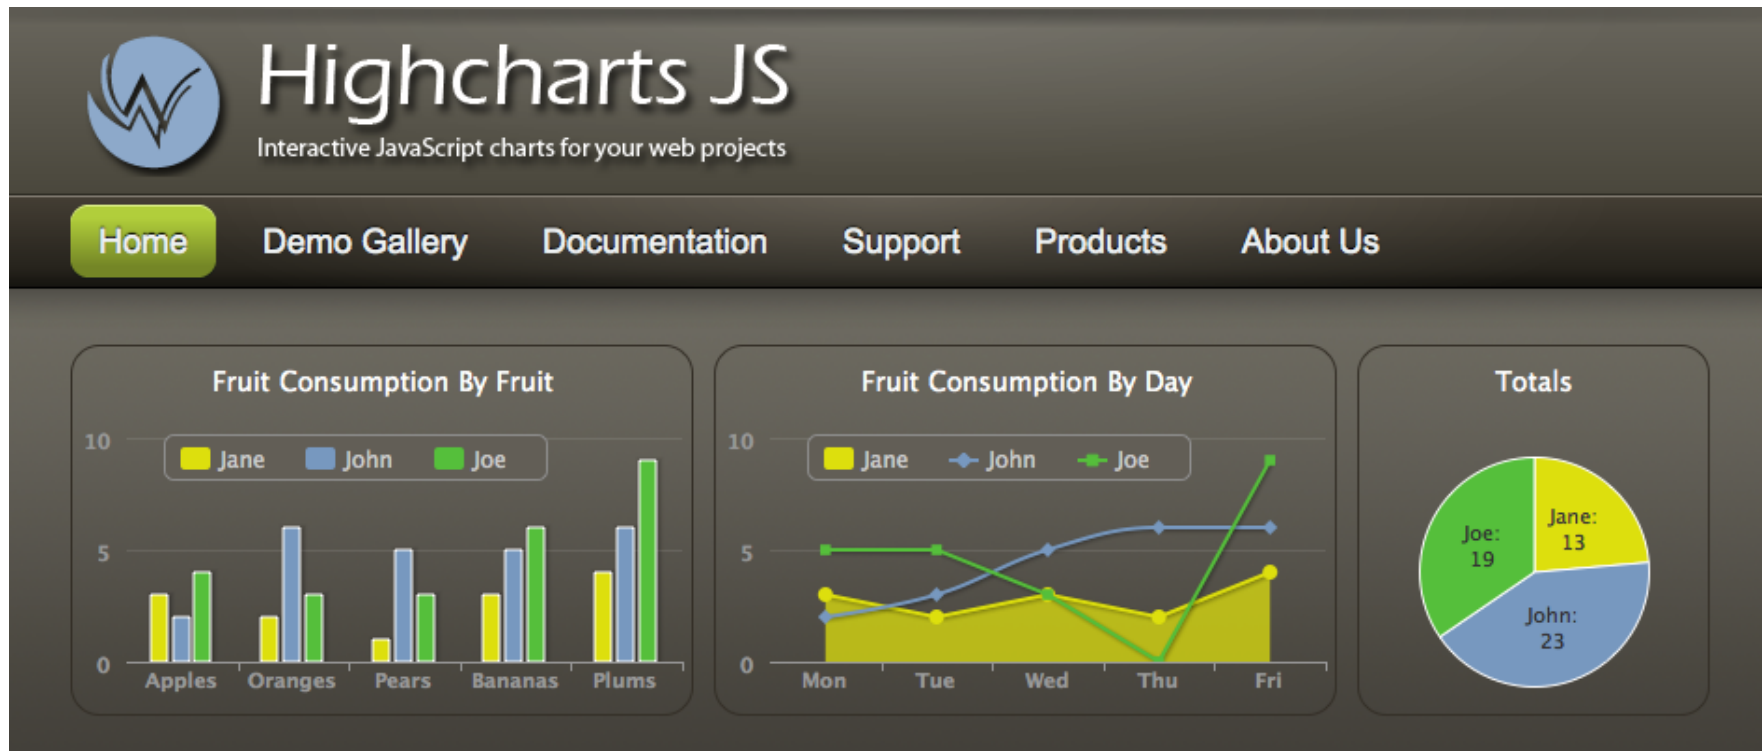 Highcharts JS
Interactive JavaScript charts for your web projects
Home Demo Gallery Documentation Support Products About Us
Fruit Consumption By Fruit
10
Jane John Joe
5
0
Apples Oranges Pears Bananas Plums
Fruit Consumption By Day
10
Jane John Joe
5
0
Mon Tue Wed Thu Fri
Totals
Joe:
19
Jane:
13
John:
23